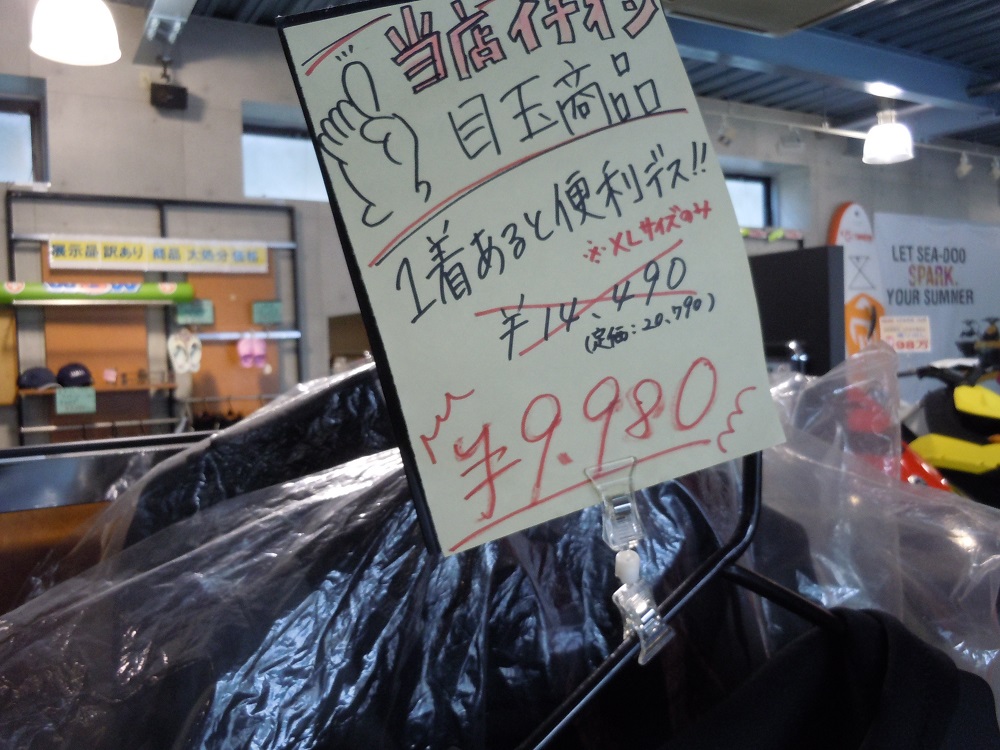 当店イチオシ
目玉商品
1着あると便利デス!!
※XLサイズのみ
¥14.490
(定価:20,790)
¥9.980
展示品 訳あり 商品 大処分価格
LET SEA-DOO
SPARK.
YOUR SUMMER